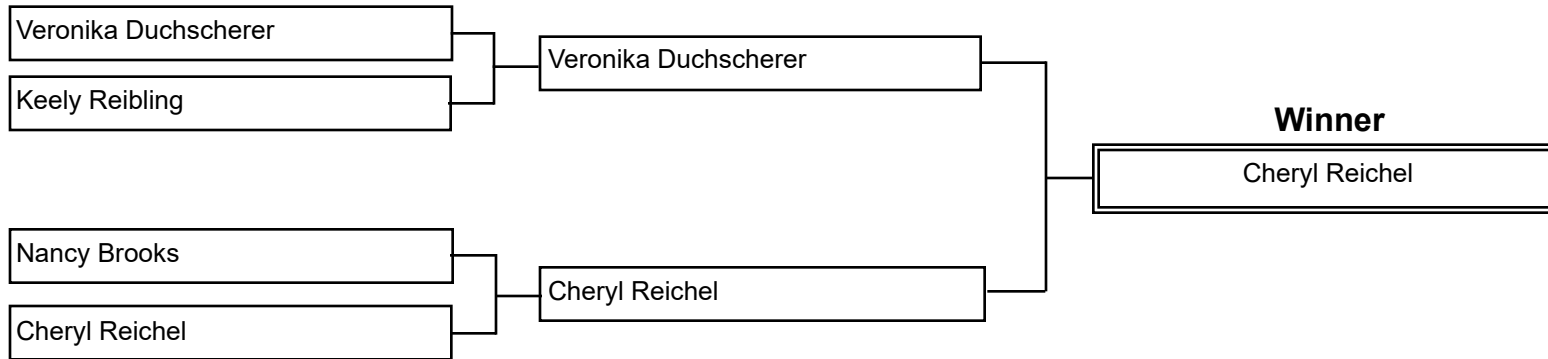 Veronika Duchscherer
Keely Reibling
Veronika Duchscherer
Winner
Cheryl Reichel
Nancy Brooks
Cheryl Reichel
Cheryl Reichel